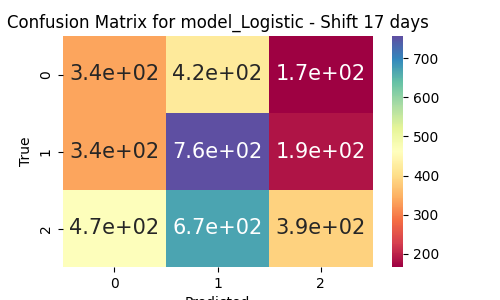 Confusion Matrix for model_Logistic - Shift 17 days
0 3.4e+02 4.2e+02 1.7e+02
1 3.4e+02 7.6e+02 1.9e+02
2 4.7e+02 6.7e+02 3.9e+02
True
0 1 2
Predicted
700
600
500
400
300
200